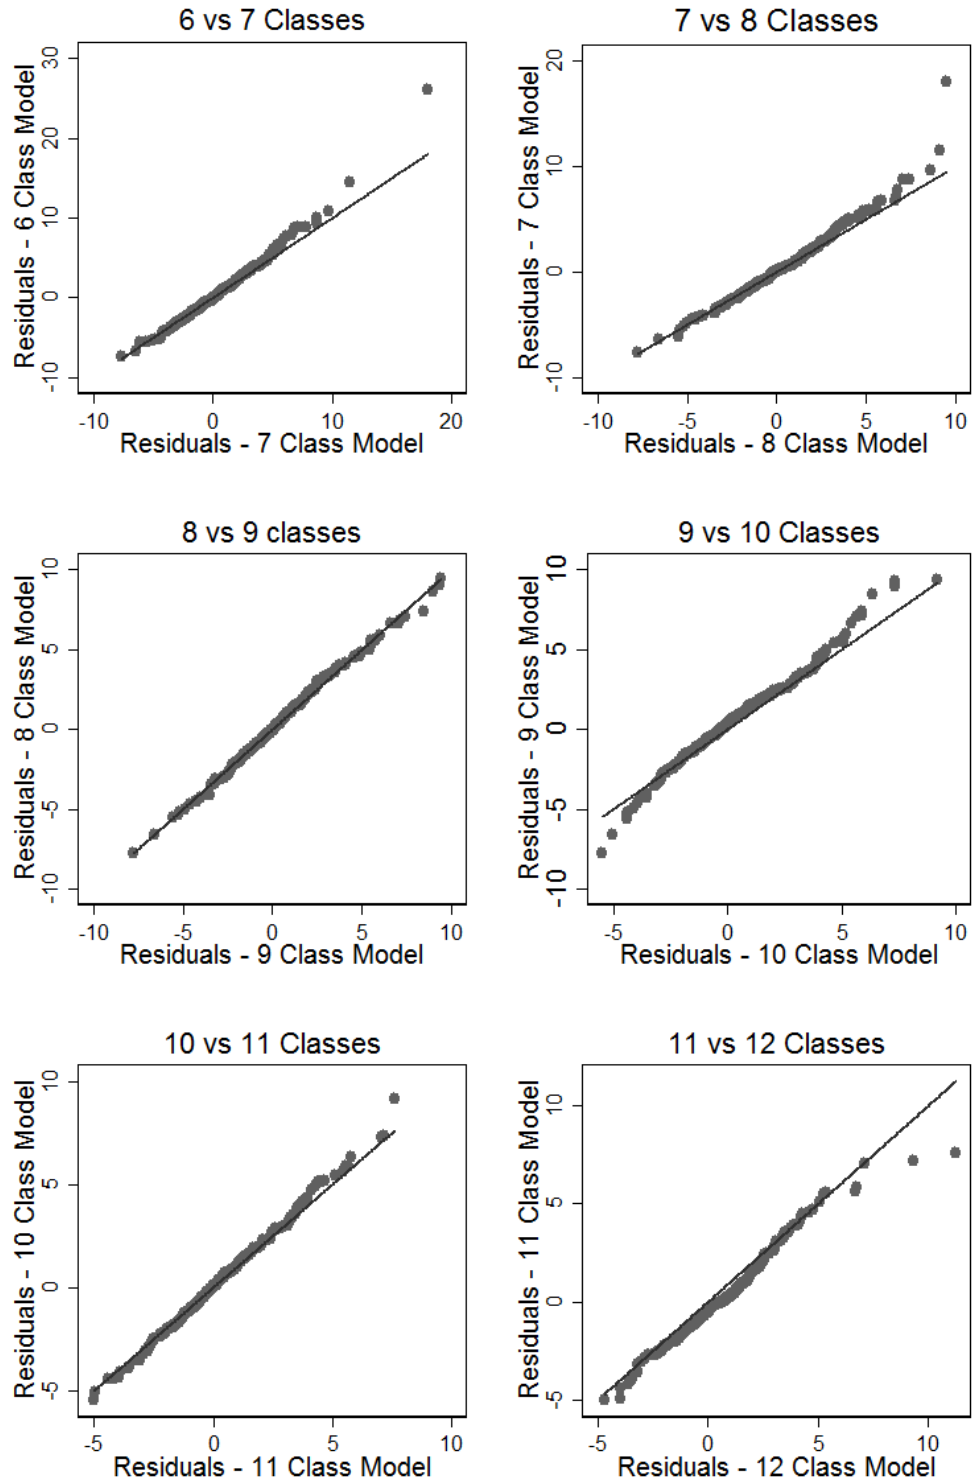 6 vs 7 Classes
Residuals - 6 Class Model
30
20
10
0
-10
-10 0 10 20
Residuals - 7 Class Model
7 vs 8 Classes
Residuals - 7 Class Model
20
10
0
-10
-10 -5 0 5 10
Residuals - 8 Class Model
8 vs 9 classes
Residuals - 8 Class Model
10
5
0
-5
-10
-10 -5 0 5 10
Residuals - 9 Class Model
9 vs 10 Classes
Residuals - 9 Class Model
10
5
0
-5
-10
-5 0 5 10
Residuals - 10 Class Model
10 vs 11 Classes
Residuals - 10 Class Model
10
5
0
-5
-5 0 5 10
Residuals - 11 Class Model
11 vs 12 Classes
Residuals - 11 Class Model
10
5
0
-5
-5 0 5 10
Residuals - 12 Class Model